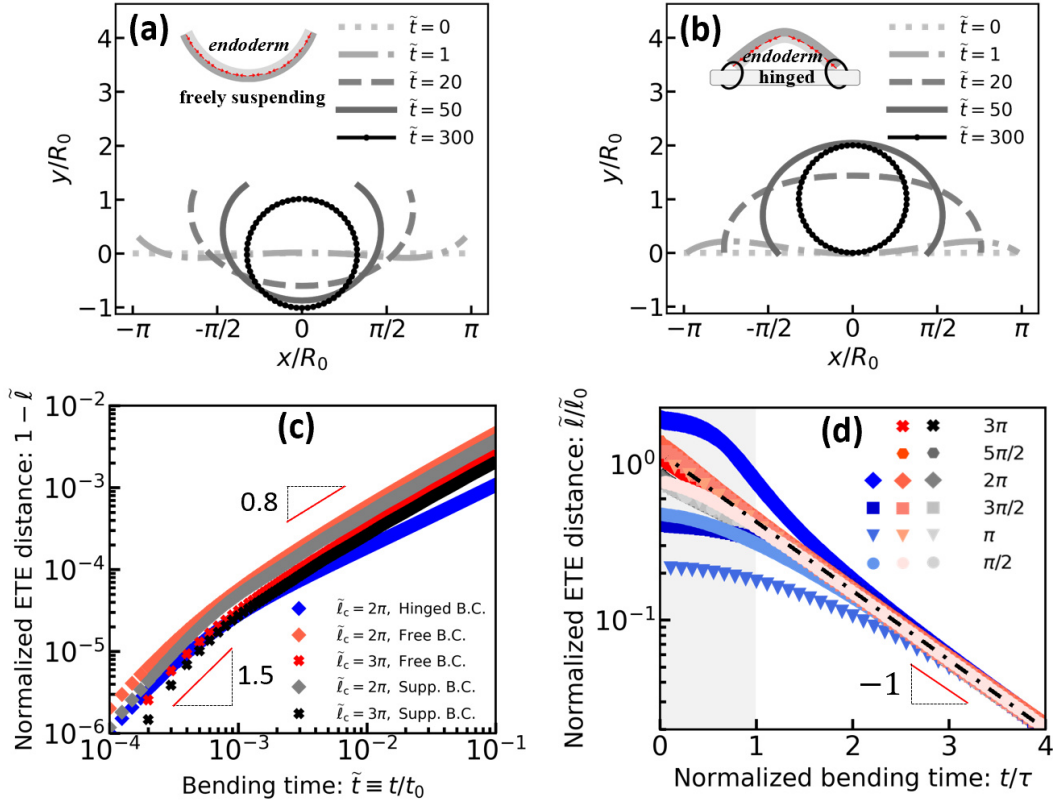 (a)
endoderm
freely suspending
t̃ = 0
t̃ = 1
t̃ = 20
t̃ = 50
t̃ = 300
4
3
2
1
0
−1
y/R₀
−π
-π/2
0
π/2
π
x/R₀
(b)
endoderm
hinged
t̃ = 0
t̃ = 1
t̃ = 20
t̃ = 50
t̃ = 300
4
3
2
1
0
−1
y/R₀
−π
-π/2
0
π/2
π
x/R₀
(c)
Normalized ETE distance: 1 − ℓ̃
10⁻²
10⁻³
10⁻⁴
10⁻⁵
10⁻⁶
0.8
1.5
ℓ̃c = 2π, Hinged B.C.
ℓ̃c = 2π, Free B.C.
ℓ̃c = 3π, Free B.C.
ℓ̃c = 2π, Supp. B.C.
ℓ̃c = 3π, Supp. B.C.
10⁻⁴
10⁻³
10⁻²
10⁻¹
Bending time: t̃ ≡ t/t₀
(d)
Normalized ETE distance: ℓ̃/ℓ̃₀
10⁰
10⁻¹
3π
5π/2
2π
3π/2
π
π/2
−1
0
1
2
3
4
Normalized bending time: t/τ